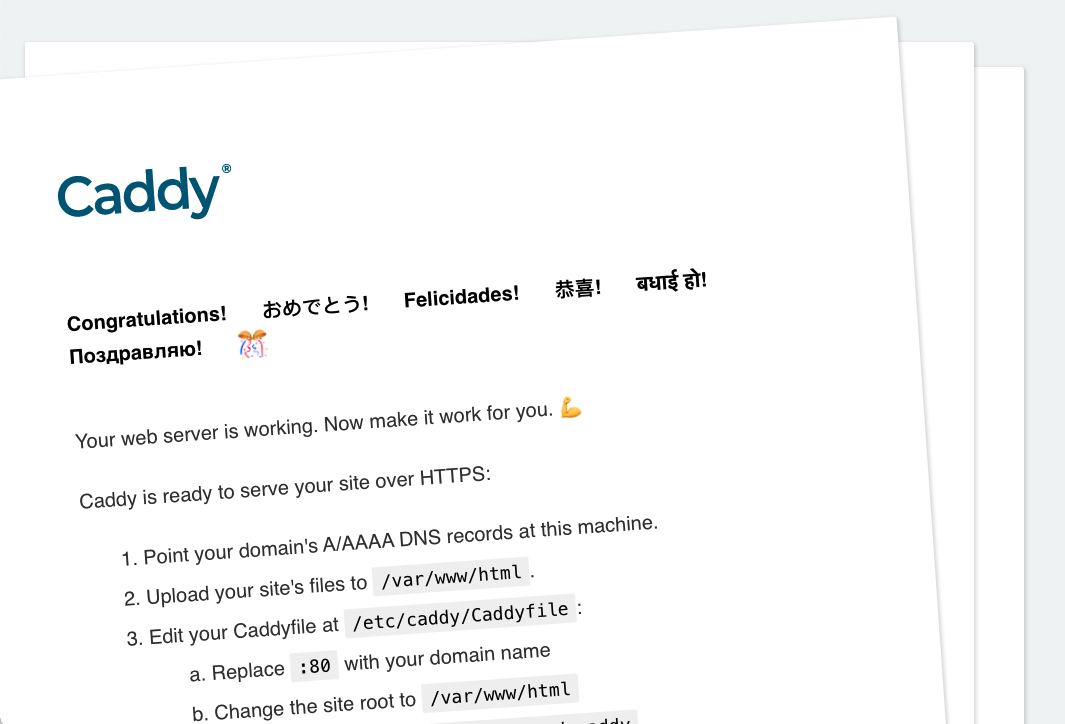 Caddy®
Congratulations! おめでとう! Felicidades! 恭喜! बधाई हो!
Поздравляю! 🎊
Your web server is working. Now make it work for you. 💪
Caddy is ready to serve your site over HTTPS:
1. Point your domain's A/AAAA DNS records at this machine.
2. Upload your site's files to /var/www/html.
3. Edit your Caddyfile at /etc/caddy/Caddyfile:
a. Replace :80 with your domain name
b. Change the site root to /var/www/html